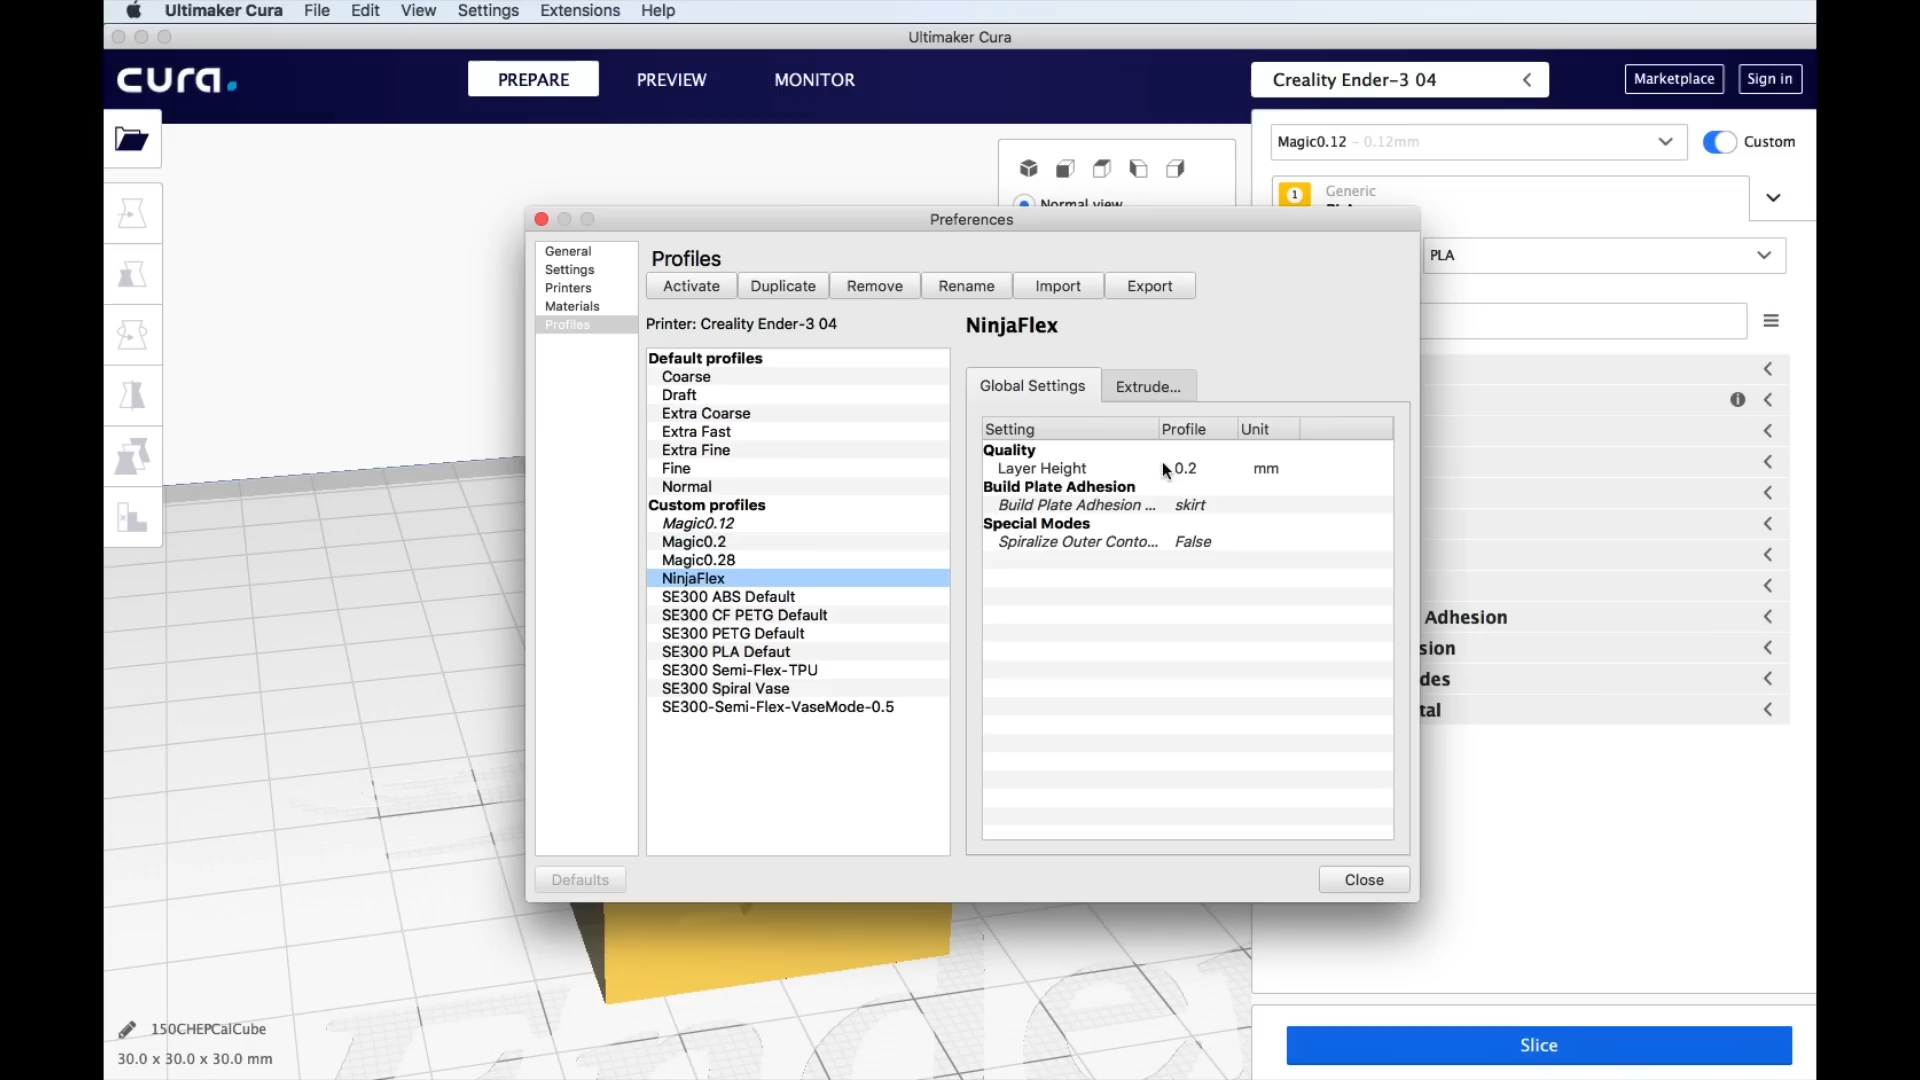 Ultimaker Cura File Edit View Settings Extensions Help
Ultimaker Cura
cura.
PREPARE PREVIEW MONITOR
Creality Ender-3 04
Marketplace Sign in
Magic0.12 - 0.12mm
Custom
Normal view
1
Generic
Preferences
PLA
Adhesion
sion
des
tal
General
Settings
Printers
Materials
Profiles
Profiles
Activate Duplicate Remove Rename Import Export
Printer: Creality Ender-3 04
Default profiles
Coarse
Draft
Extra Coarse
Extra Fast
Extra Fine
Fine
Normal
Custom profiles
Magic0.12
Magic0.2
Magic0.28
NinjaFlex
SE300 ABS Default
SE300 CF PETG Default
SE300 PETG Default
SE300 PLA Defaut
SE300 Semi-Flex-TPU
SE300 Spiral Vase
SE300-Semi-Flex-VaseMode-0.5
NinjaFlex
Global Settings Extrude...
Setting Profile Unit
Quality
Layer Height 0.2 mm
Build Plate Adhesion
Build Plate Adhesion ... skirt
Special Modes
Spiralize Outer Conto... False
Defaults
Close
Ende
150CHEPCalCube
30.0 x 30.0 x 30.0 mm
Slice